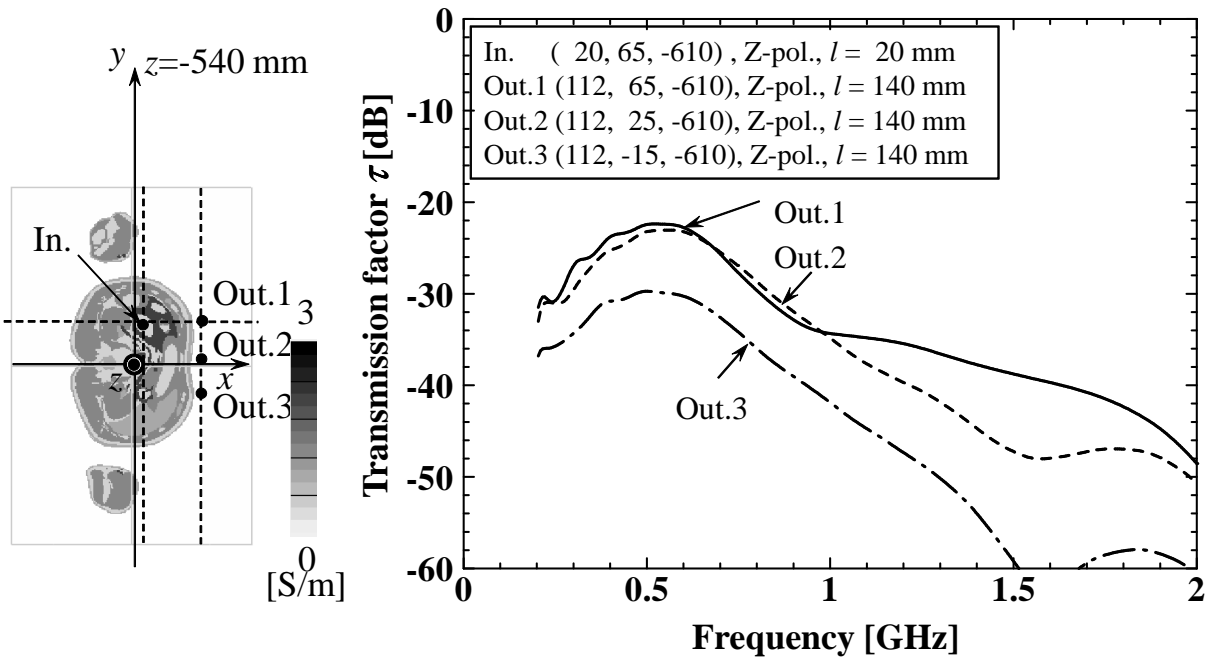 y z=-540 mm
In.
Out.1
3
Out.2
z x
Out.3
0
[S/m]
0
-10
-20
-30
-40
-50
-60
Transmission factor τ [dB]
In. ( 20, 65, -610) , Z-pol., l = 20 mm
Out.1 (112, 65, -610), Z-pol., l = 140 mm
Out.2 (112, 25, -610), Z-pol., l = 140 mm
Out.3 (112, -15, -610), Z-pol., l = 140 mm
Out.1
Out.2
Out.3
0 0.5 1 1.5 2
Frequency [GHz]